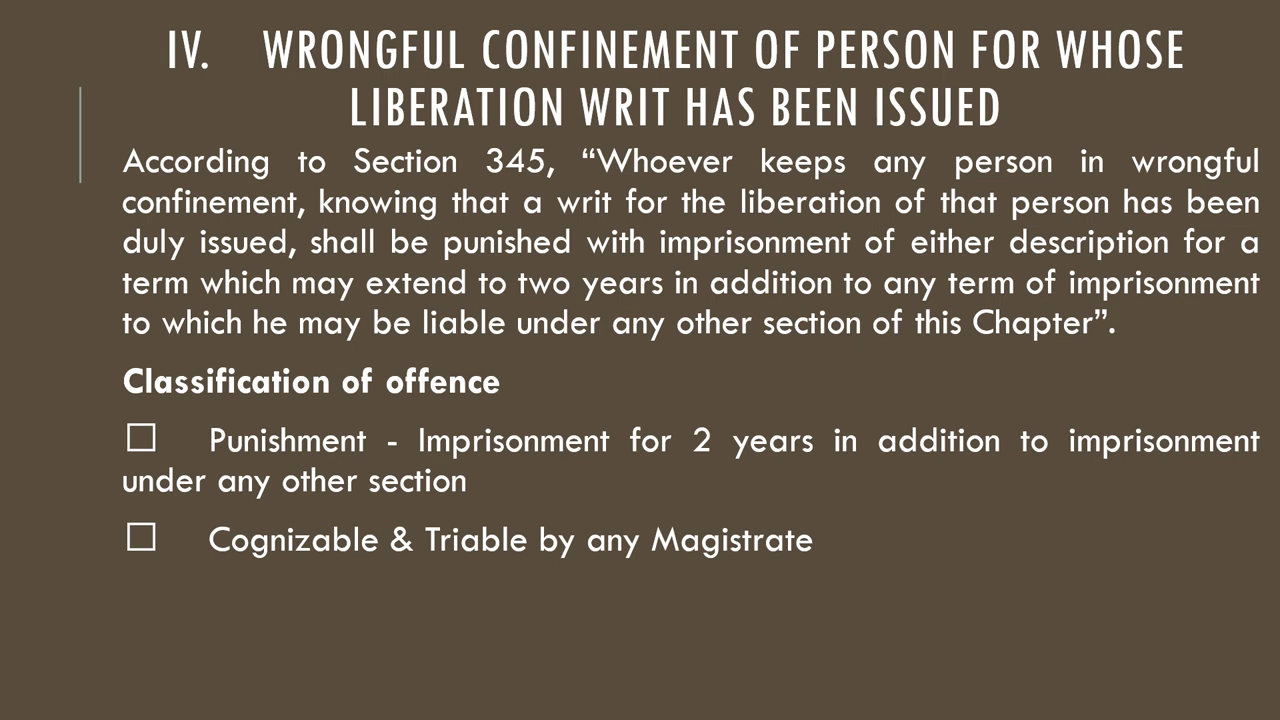 IV. WRONGFUL CONFINEMENT OF PERSON FOR WHOSE
LIBERATION WRIT HAS BEEN ISSUED
According to Section 345, “Whoever keeps any person in wrongful
confinement, knowing that a writ for the liberation of that person has been
duly issued, shall be punished with imprisonment of either description for a
term which may extend to two years in addition to any term of imprisonment
to which he may be liable under any other section of this Chapter”.
Classification of offence
☐ Punishment - Imprisonment for 2 years in addition to imprisonment
under any other section
☐ Cognizable & Triable by any Magistrate